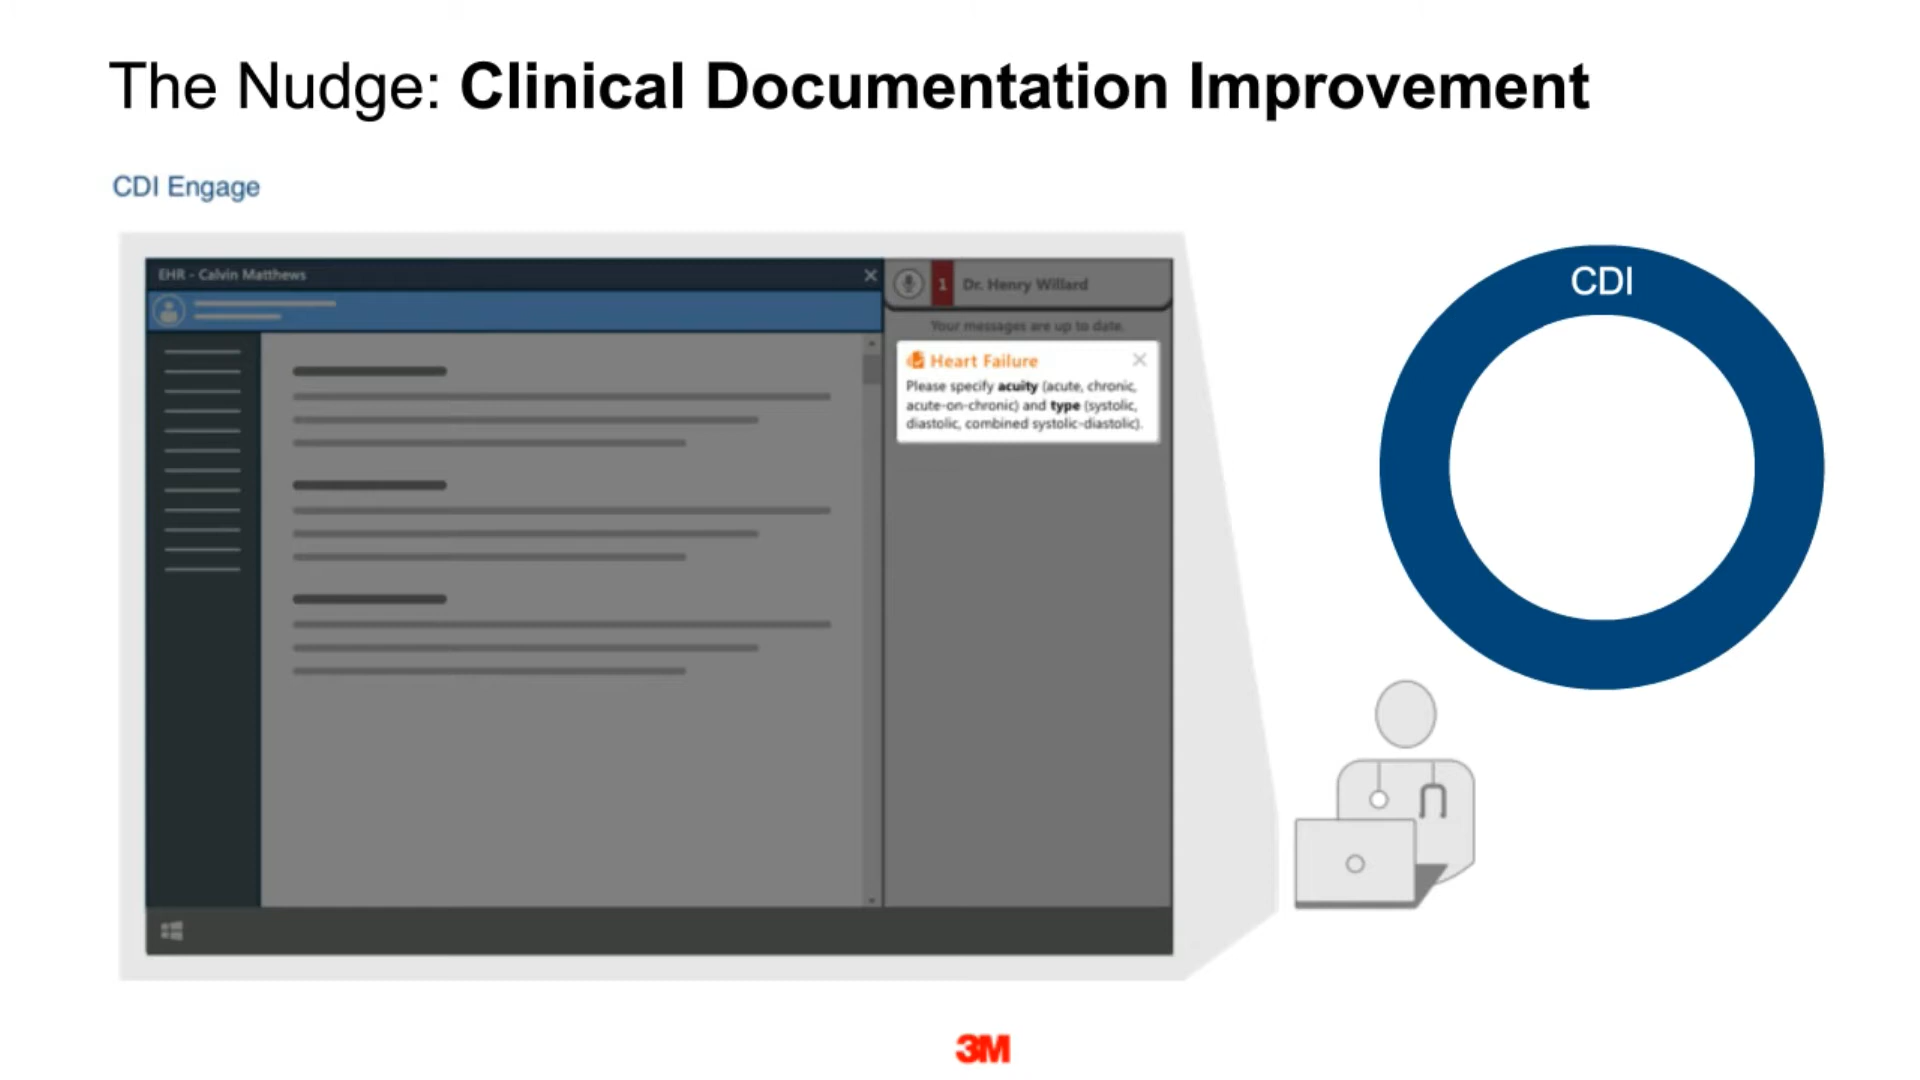 The Nudge: Clinical Documentation Improvement
CDI Engage
EHR - Calvin Matthews
1 Dr. Henry Willard
Your messages are up to date.
Heart Failure
Please specify acuity (acute, chronic,
acute-on-chronic) and type (systolic,
diastolic, combined systolic-diastolic).
CDI
3M